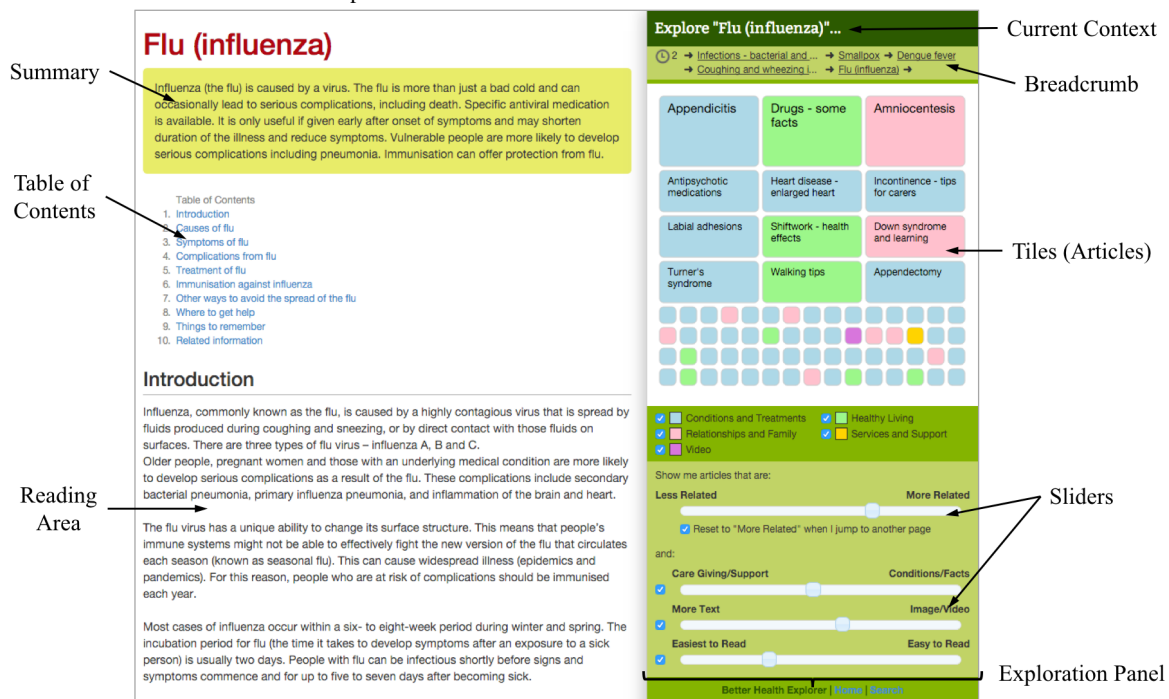 Flu (influenza)
Summary
Influenza (the flu) is caused by a virus. The flu is more than just a bad cold and can
occasionally lead to serious complications, including death. Specific antiviral medication
is available. It is only useful if given early after onset of symptoms and may shorten
duration of the illness and reduce symptoms. Vulnerable people are more likely to develop
serious complications including pneumonia. Immunisation can offer protection from flu.
Table of
Contents
Table of Contents
1. Introduction
2. Causes of flu
3. Symptoms of flu
4. Complications from flu
5. Treatment of flu
6. Immunisation against influenza
7. Other ways to avoid the spread of the flu
8. Where to get help
9. Things to remember
10. Related information
Introduction
Influenza, commonly known as the flu, is caused by a highly contagious virus that is spread by
fluids produced during coughing and sneezing, or by direct contact with those fluids on
surfaces. There are three types of flu virus – influenza A, B and C.
Older people, pregnant women and those with an underlying medical condition are more likely
to develop serious complications as a result of the flu. These complications include secondary
bacterial pneumonia, primary influenza pneumonia, and inflammation of the brain and heart.
Reading
Area
The flu virus has a unique ability to change its surface structure. This means that people's
immune systems might not be able to effectively fight the new version of the flu that circulates
each season (known as seasonal flu). This can cause widespread illness (epidemics and
pandemics). For this reason, people who are at risk of complications should be immunised
each year.
Most cases of influenza occur within a six- to eight-week period during winter and spring. The
incubation period for flu (the time it takes to develop symptoms after an exposure to a sick
person) is usually two days. People with flu can be infectious shortly before signs and
symptoms commence and for up to five to seven days after becoming sick.
Explore "Flu (influenza)"...
Current Context
2 → Infections - bacterial and ... → Smallpox → Dengue fever
→ Coughing and wheezing i... → Flu (influenza) →
Breadcrumb
Appendicitis
Drugs - some
facts
Amniocentesis
Antipsychotic
medications
Heart disease -
enlarged heart
Incontinence - tips
for carers
Labial adhesions
Shiftwork - health
effects
Down syndrome
and learning
Tiles (Articles)
Turner's
syndrome
Walking tips
Appendectomy
Conditions and Treatments
Healthy Living
Relationships and Family
Services and Support
Video
Show me articles that are:
Less Related More Related
Sliders
Reset to "More Related" when I jump to another page
and:
Care Giving/Support Conditions/Facts
More Text Image/Video
Easiest to Read Easy to Read
Exploration Panel
Better Health Explorer | Home | Search